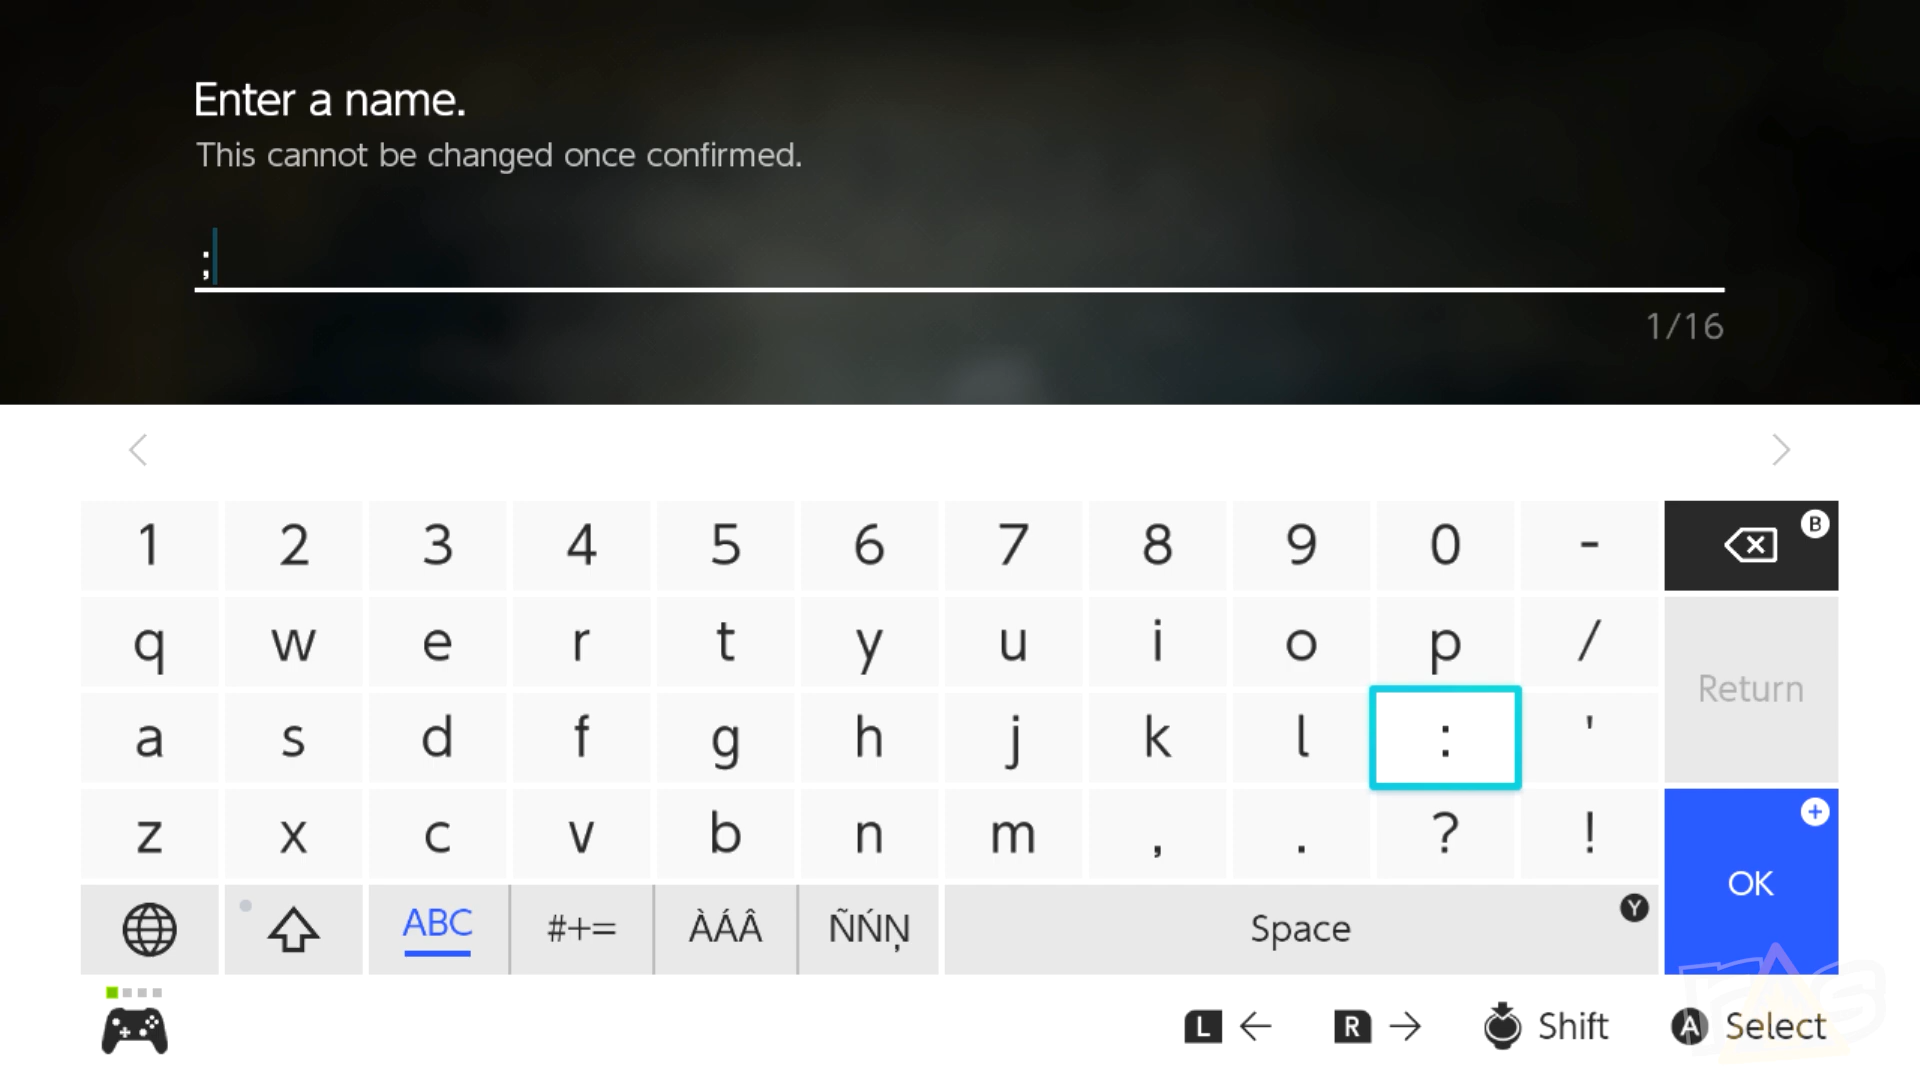 Enter a name.
This cannot be changed once confirmed.
;
1/16
1 2 3 4 5 6 7 8 9 0 - B
q w e r t y u i o p /
Return
a s d f g h j k l : '
z x c v b n m , . ? ! +
OK
ABC #+= ÀÁÂ ÑŃŅ Space Y
L ← R → Shift A Select